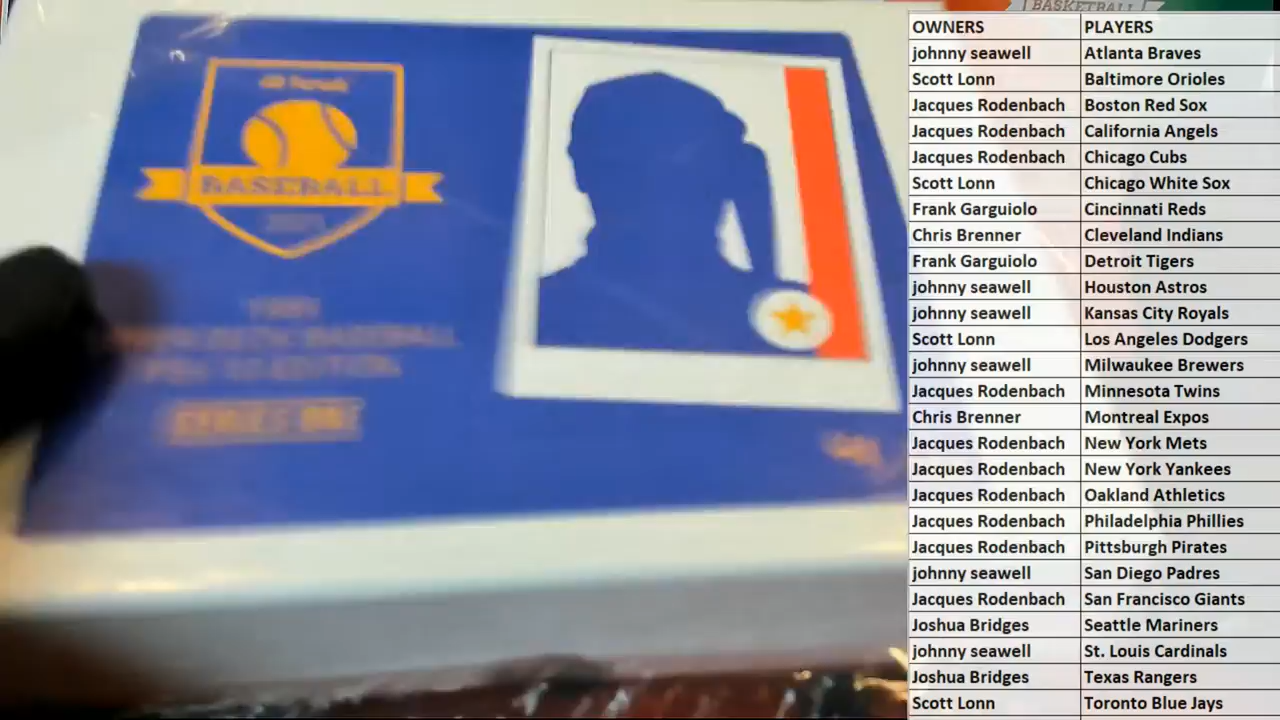 BASKETBALL
BASEBALL
OWNERS PLAYERS
johnny seawell Atlanta Braves
Scott Lonn Baltimore Orioles
Jacques Rodenbach Boston Red Sox
Jacques Rodenbach California Angels
Jacques Rodenbach Chicago Cubs
Scott Lonn Chicago White Sox
Frank Garguiolo Cincinnati Reds
Chris Brenner Cleveland Indians
Frank Garguiolo Detroit Tigers
johnny seawell Houston Astros
johnny seawell Kansas City Royals
Scott Lonn Los Angeles Dodgers
johnny seawell Milwaukee Brewers
Jacques Rodenbach Minnesota Twins
Chris Brenner Montreal Expos
Jacques Rodenbach New York Mets
Jacques Rodenbach New York Yankees
Jacques Rodenbach Oakland Athletics
Jacques Rodenbach Philadelphia Phillies
Jacques Rodenbach Pittsburgh Pirates
johnny seawell San Diego Padres
Jacques Rodenbach San Francisco Giants
Joshua Bridges Seattle Mariners
johnny seawell St. Louis Cardinals
Joshua Bridges Texas Rangers
Scott Lonn Toronto Blue Jays